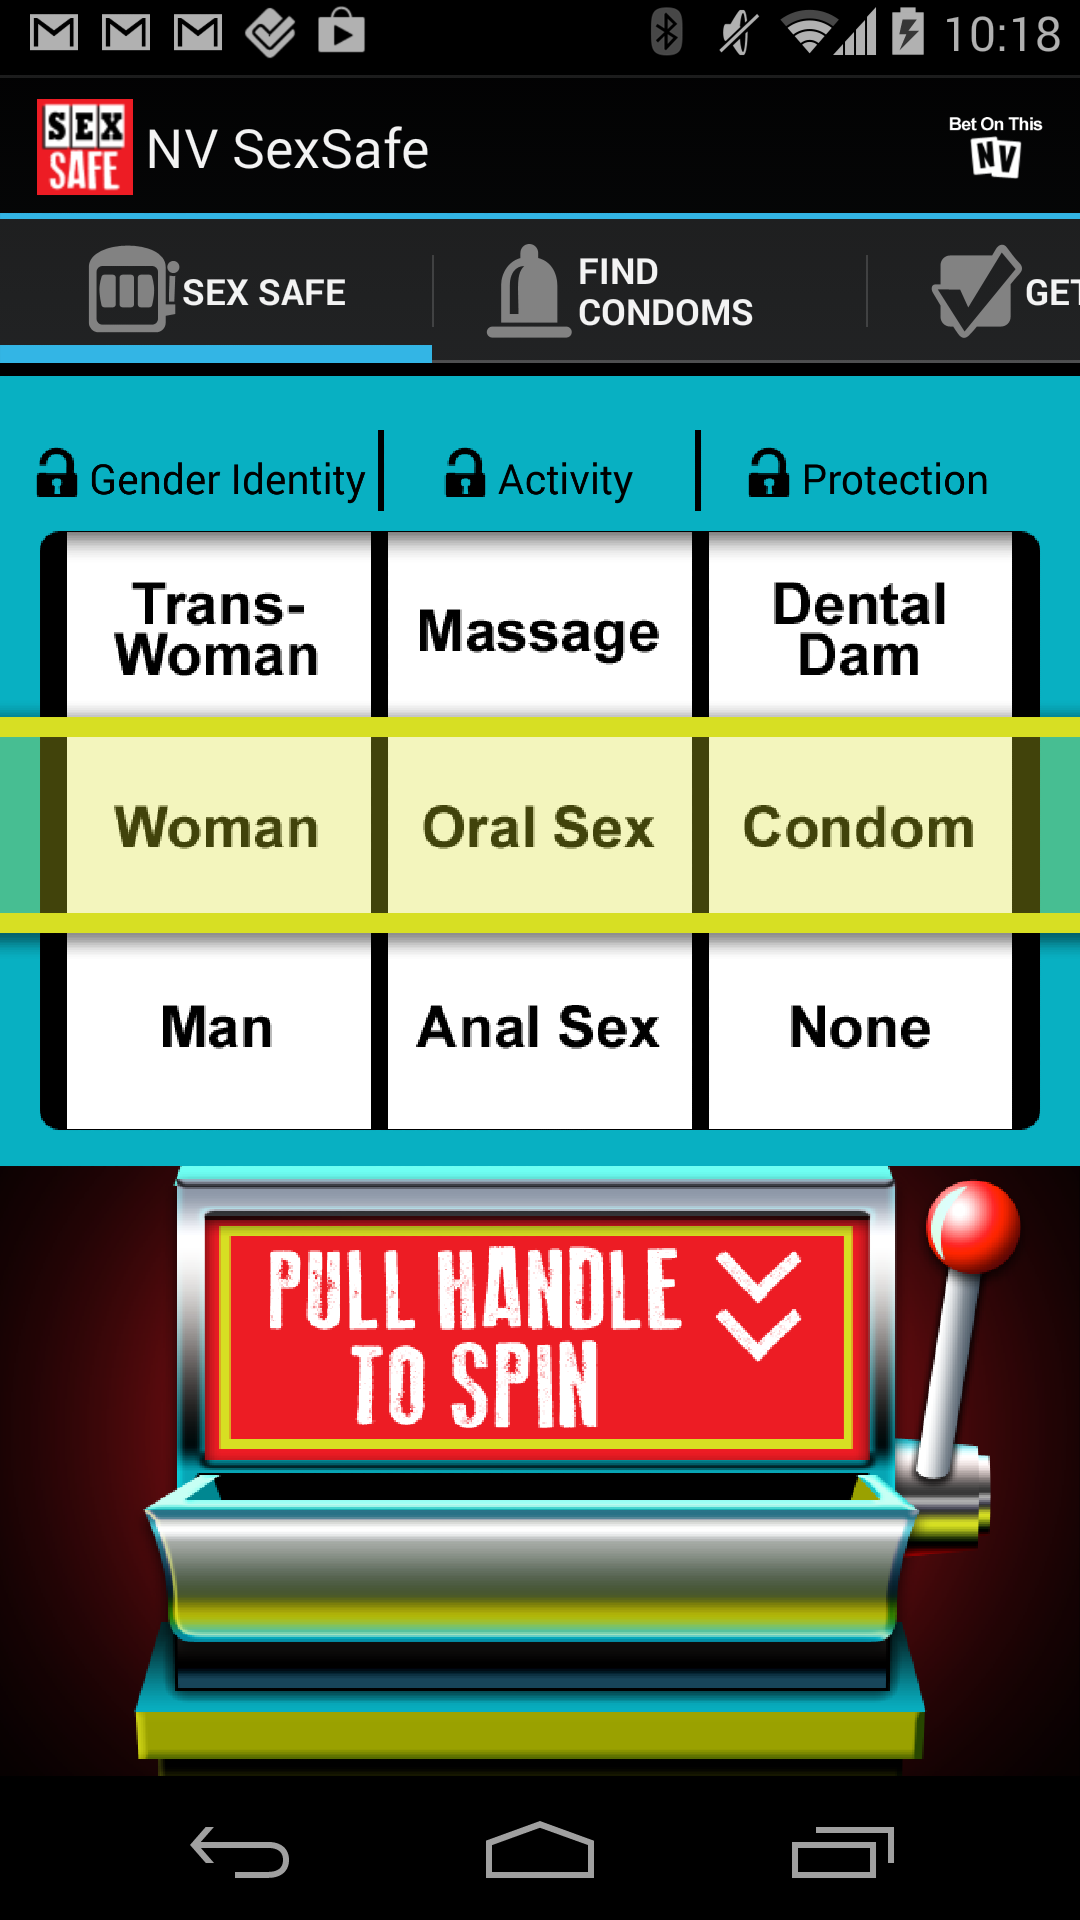 10:18
SEX
SAFE
NV SexSafe
Bet On This
NV
SEX SAFE
FIND
CONDOMS
GET
Gender Identity
Activity
Protection
Trans-
Woman
Massage
Dental
Dam
Woman
Oral Sex
Condom
Man
Anal Sex
None
PULL HANDLE
TO SPIN